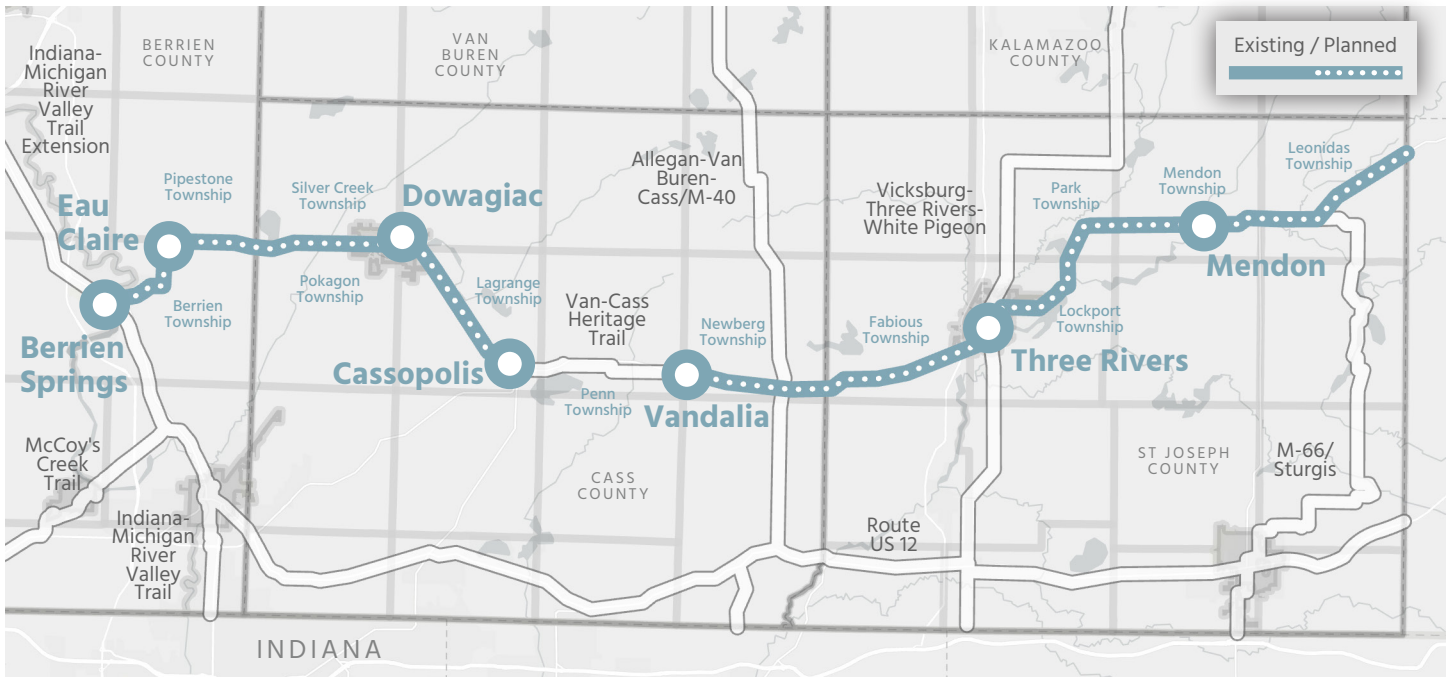 Existing / Planned
BERRIEN
COUNTY
VAN
BUREN
COUNTY
KALAMAZOO
COUNTY
Indiana-
Michigan
River
Valley
Trail
Extension
Pipestone
Township
Silver Creek
Township
Dowagiac
Allegan-Van
Buren-
Cass/M-40
Vicksburg-
Three Rivers-
White Pigeon
Park
Township
Mendon
Township
Leonidas
Township
Eau
Claire
Mendon
Berrien
Township
Pokagon
Township
Lagrange
Township
Van-Cass
Heritage
Trail
Newberg
Township
Fabious
Township
Lockport
Township
Berrien
Springs
Cassopolis
Penn
Township
Vandalia
Three Rivers
McCoy's
Creek
Trail
CASS
COUNTY
ST JOSEPH
COUNTY
M-66/
Sturgis
Indiana-
Michigan
River
Valley
Trail
Route
US 12
INDIANA